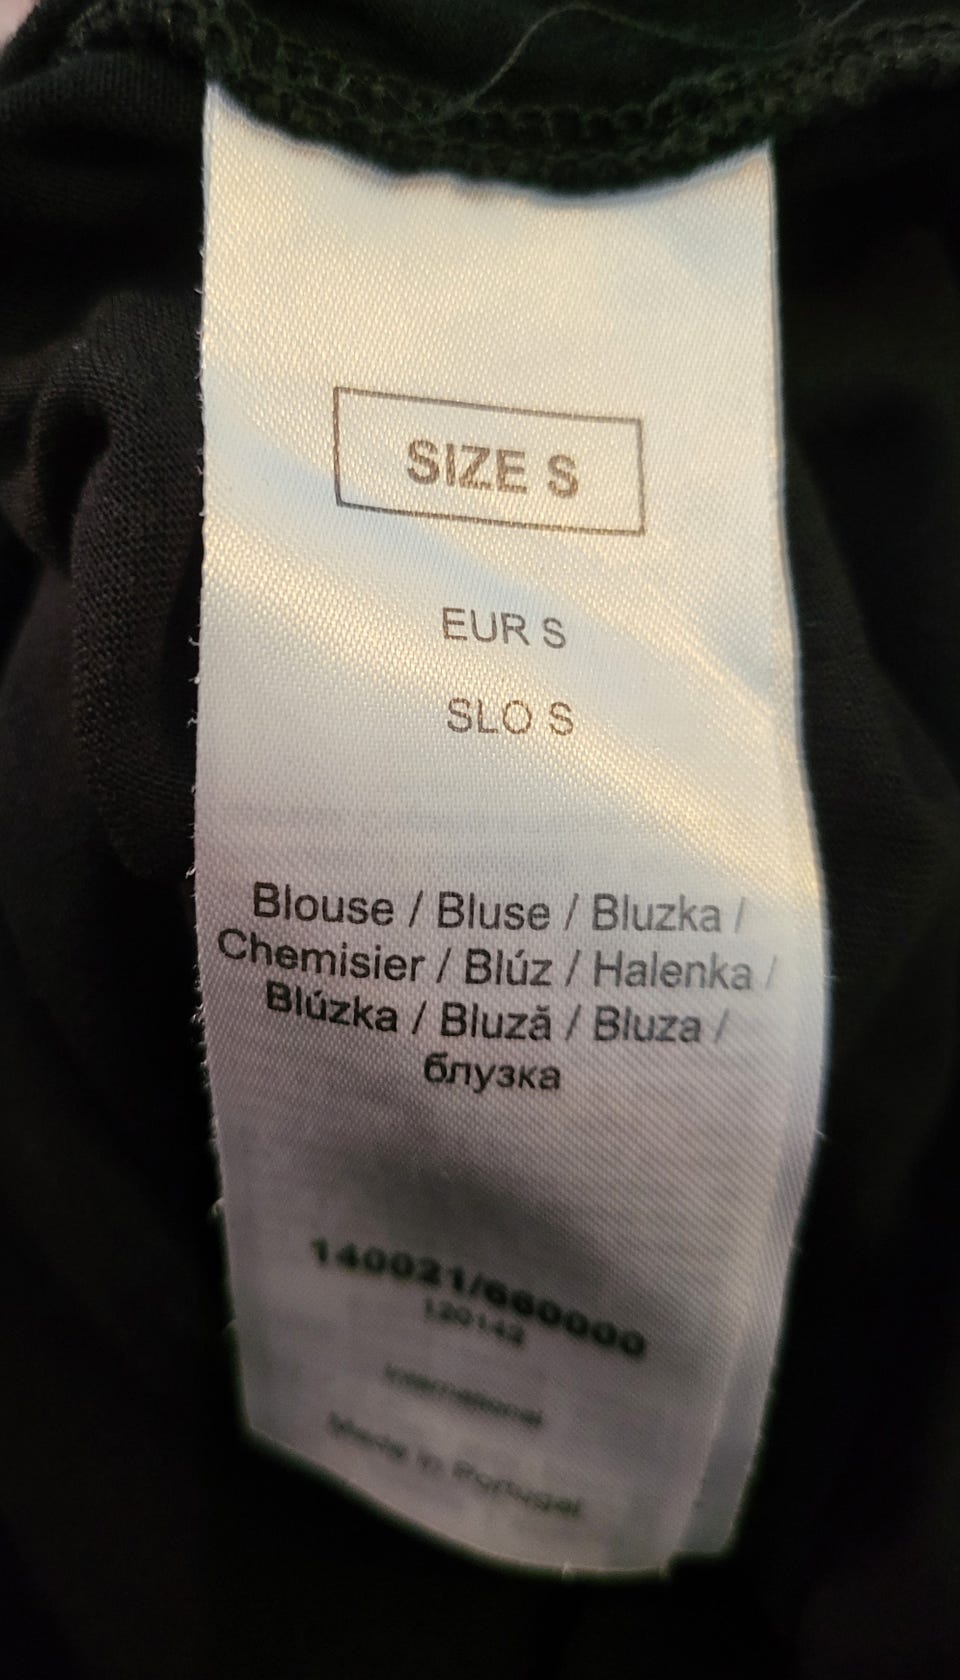 SIZE S
EUR S
SLO S
Blouse / Bluse / Bluzka /
Chemisier / Blúz / Halenka /
Blúzka / Bluză / Bluza /
блузка
140021/660000
120142
International
Made in Portugal